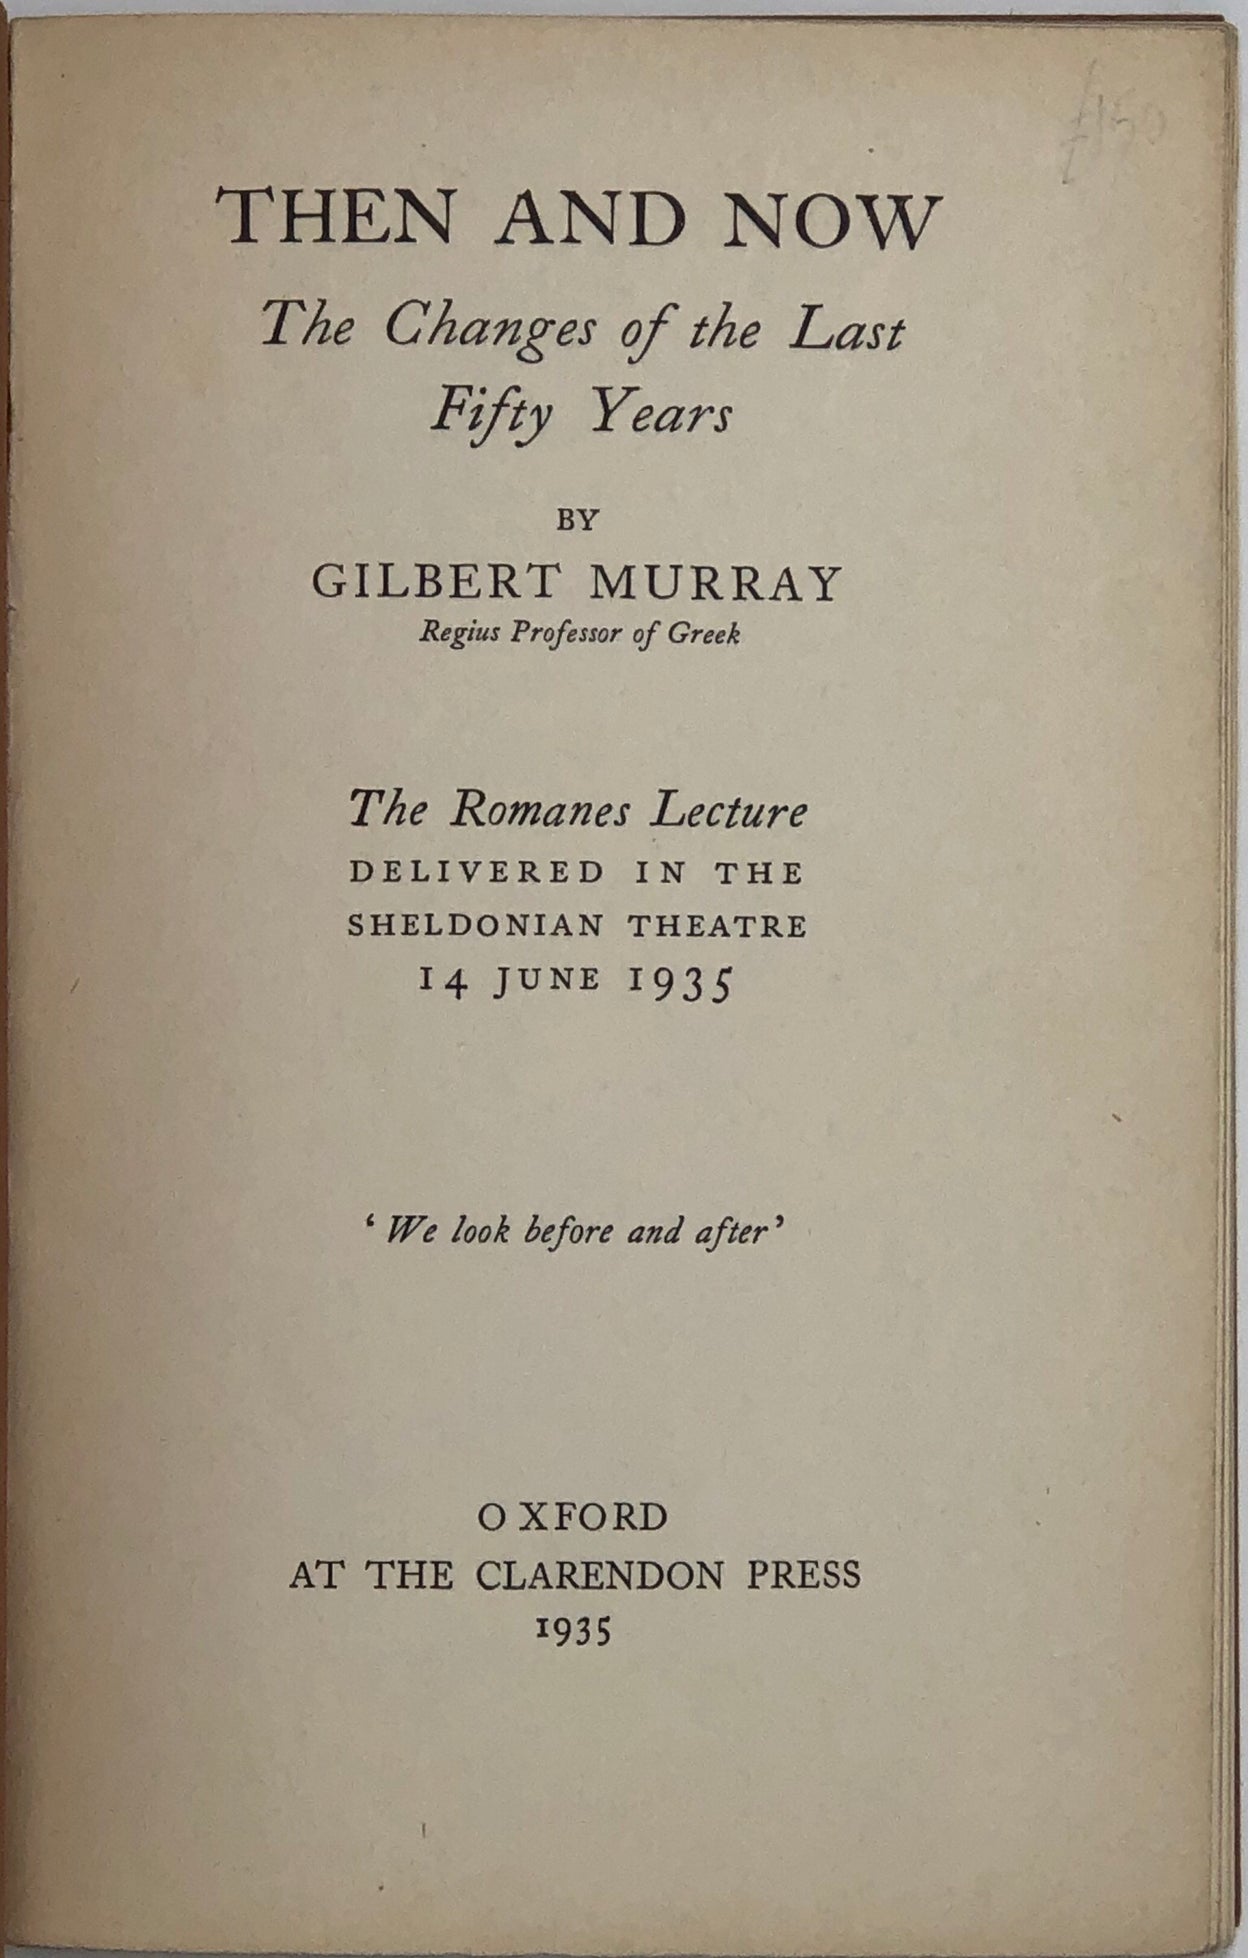 THEN AND NOW
The Changes of the Last
Fifty Years
BY
GILBERT MURRAY
Regius Professor of Greek
The Romanes Lecture
DELIVERED IN THE
SHELDONIAN THEATRE
14 JUNE 1935
‘We look before and after’
OXFORD
AT THE CLARENDON PRESS
1935